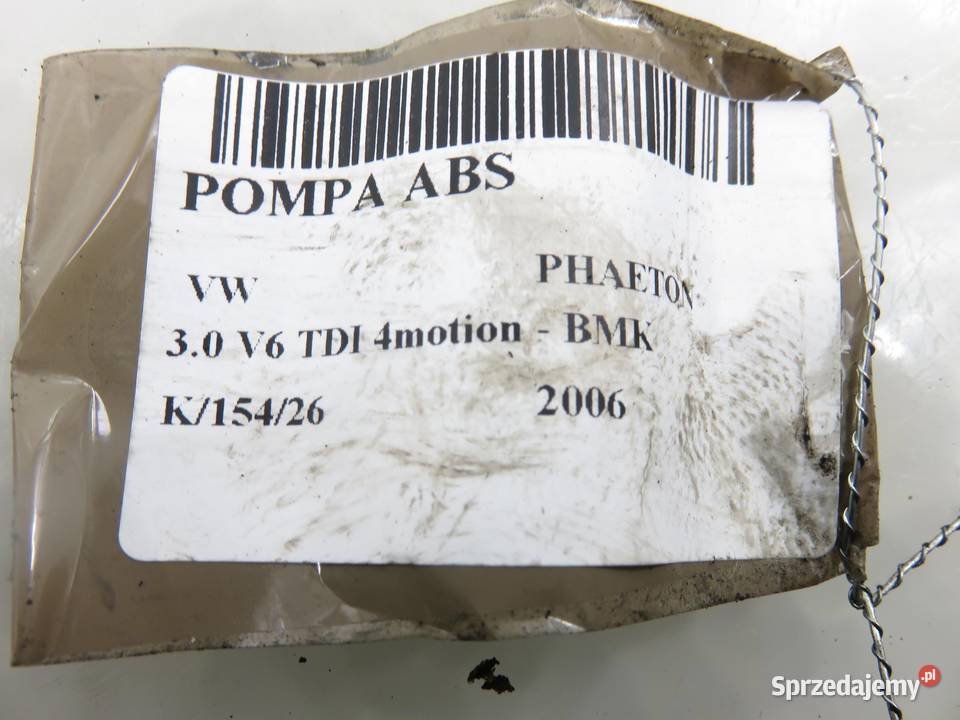 POMPA ABS
VW PHAETON
3.0 V6 TDI 4motion - BMK
K/154/26 2006
Sprzedajemy.pl